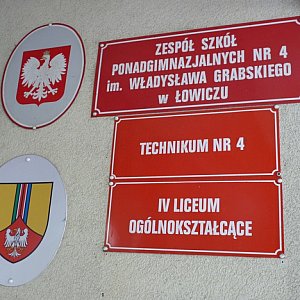 ZESPÓŁ SZKÓŁ
PONADGIMNAZJALNYCH NR 4
im. WŁADYSŁAWA GRABSKIEGO
w ŁOWICZU
TECHNIKUM NR 4
IV LICEUM
OGÓLNOKSZTAŁCĄCE